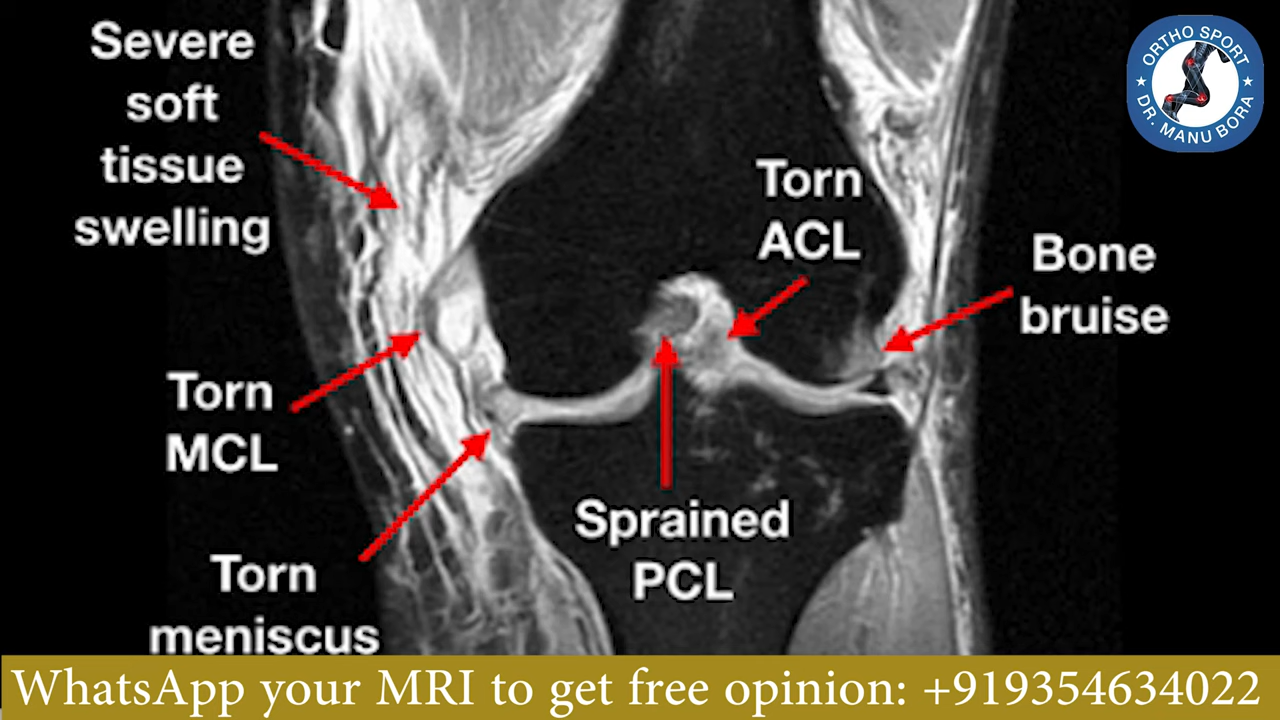 Severe
soft
tissue
swelling
Torn
MCL
Torn
meniscus
Sprained
PCL
Torn
ACL
Bone
bruise
ORTHO SPORT
★ DR. MANU BORA ★
WhatsApp your MRI to get free opinion: +919354634022